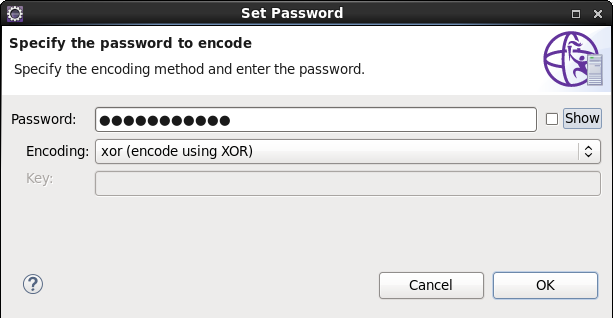 Set Password
Specify the password to encode
Specify the encoding method and enter the password.
Password: ●●●●●●●●●●● Show
Encoding: xor (encode using XOR)
Key:
? Cancel OK